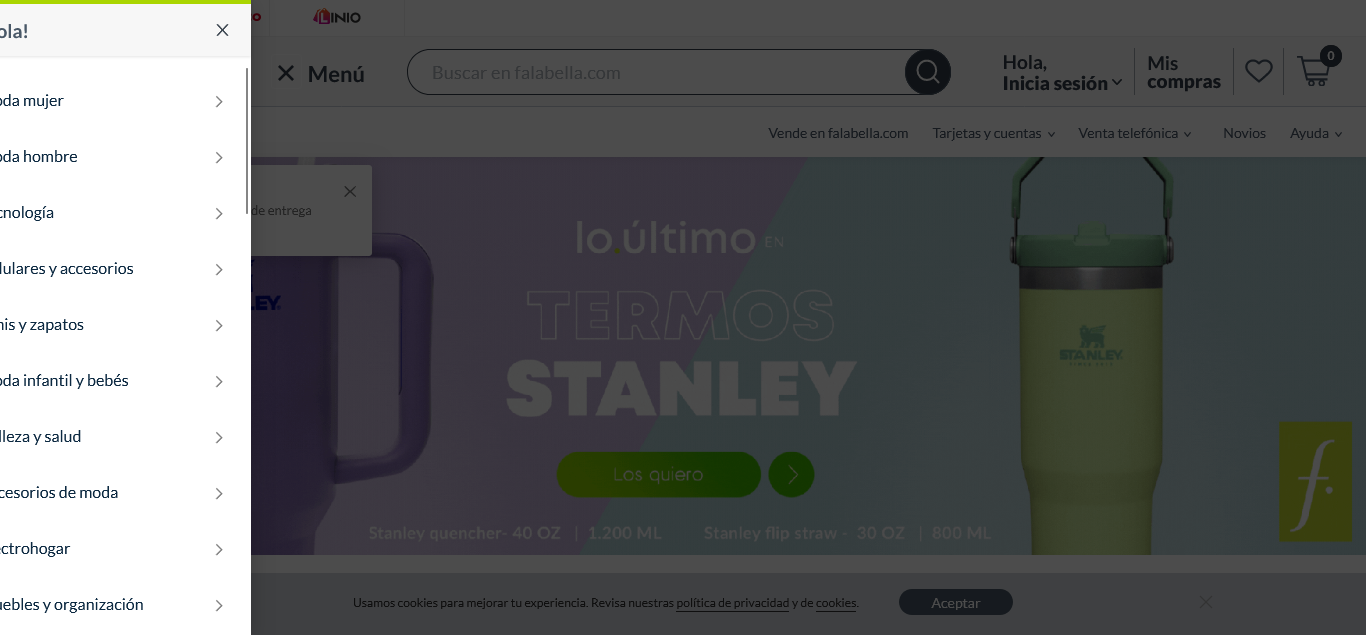 ola!
LINIO
Menú
Buscar en falabella.com
Hola,
Inicia sesión
Mis
compras
0
Vende en falabella.com
Tarjetas y cuentas
Venta telefónica
Novios
Ayuda
oda mujer
oda hombre
cnología
lulares y accesorios
nis y zapatos
oda infantil y bebés
lleza y salud
cesorios de moda
ectrohogar
uebles y organización
de entrega
lo último EN
TERMOS
STANLEY
Los quiero
Stanley quencher- 40 OZ | 1.200 ML
Stanley flip straw - 30 OZ | 800 ML
STANLEY
f.
Usamos cookies para mejorar tu experiencia. Revisa nuestras política de privacidad y de cookies.
Aceptar